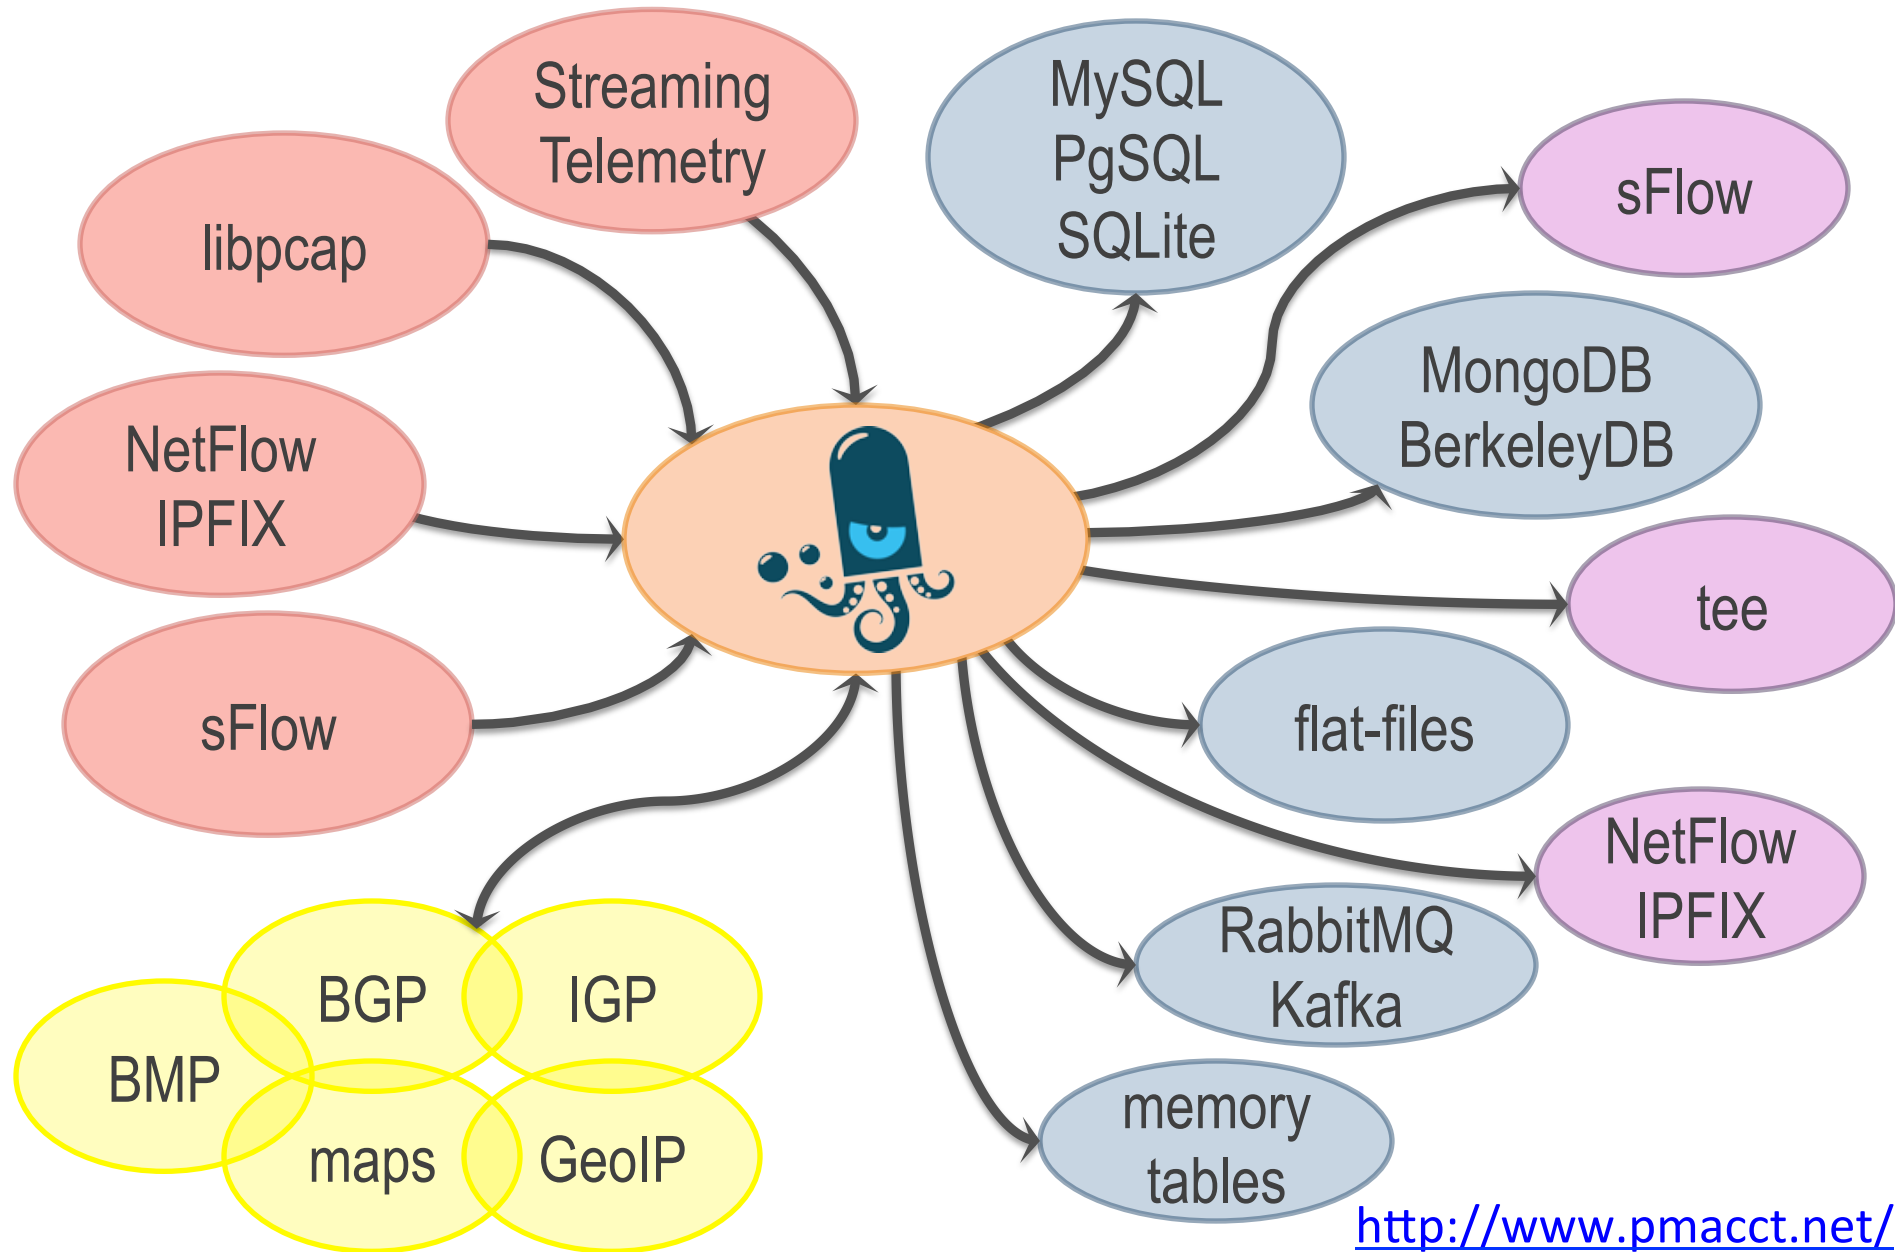 Streaming
Telemetry
MySQL
PgSQL
SQLite
sFlow
libpcap
MongoDB
BerkeleyDB
NetFlow
IPFIX
tee
sFlow
flat-files
NetFlow
IPFIX
RabbitMQ
Kafka
BGP
IGP
BMP
maps
GeoIP
memory
tables
http://www.pmacct.net/